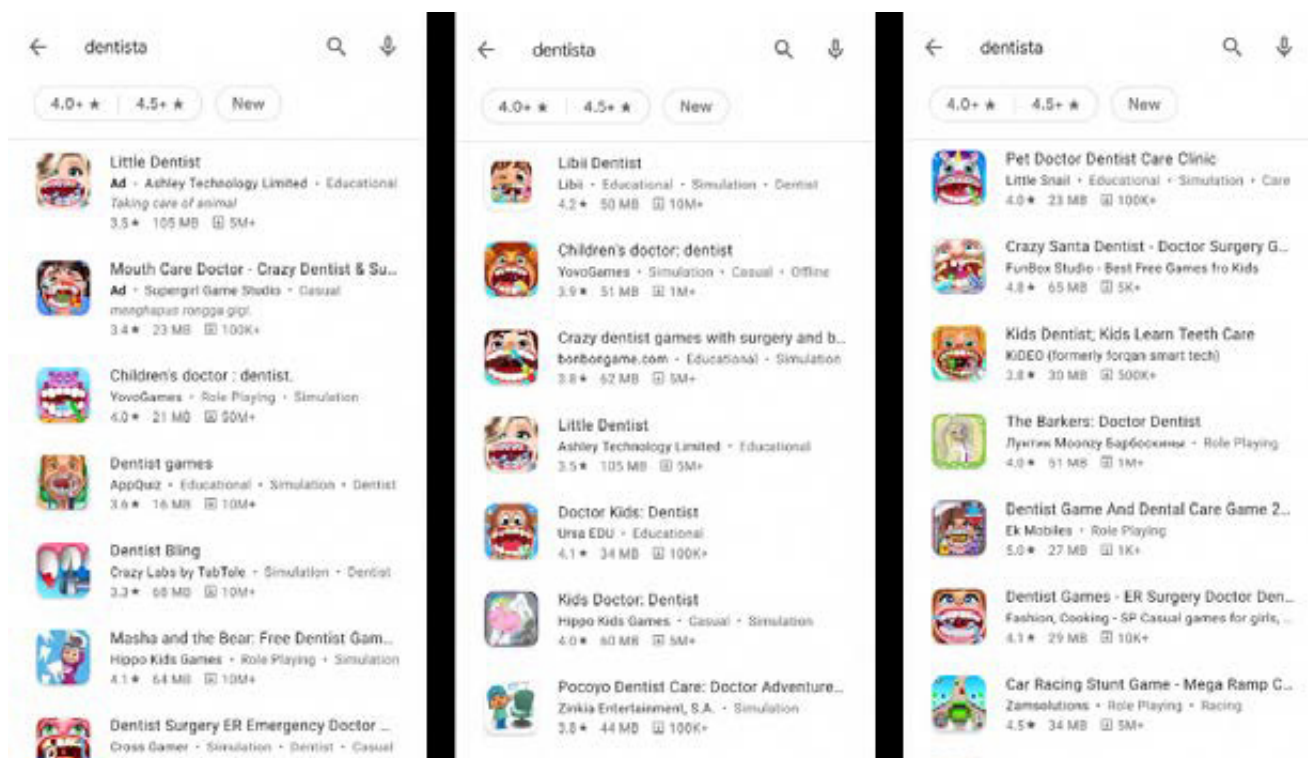 dentista
4.0+ ★ 4.5+ ★ New
Little Dentist
Ad · Ashley Technology Limited · Educational
Taking care of animal
3.5 ★ 105 MB 5M+
Mouth Care Doctor - Crazy Dentist & Su...
Ad · Supergirl Game Studio · Casual
menghapus rongga gigi.
3.4 ★ 23 MB 100K+
Children's doctor : dentist.
YovoGames · Role Playing · Simulation
4.0 ★ 21 MB 50M+
Dentist games
AppQuiz · Educational · Simulation · Dentist
3.6 ★ 16 MB 10M+
Dentist Bling
Crazy Labs by TabTale · Simulation · Dentist
3.3 ★ 68 MB 10M+
Masha and the Bear: Free Dentist Gam...
Hippo Kids Games · Role Playing · Simulation
4.1 ★ 64 MB 10M+
Dentist Surgery ER Emergency Doctor ...
Cross Gamer · Simulation · Dentist · Casual
dentista
4.0+ ★ 4.5+ ★ New
Libii Dentist
Libii · Educational · Simulation · Dentist
4.2 ★ 50 MB 10M+
Children's doctor: dentist
YovoGames · Simulation · Casual · Offline
3.9 ★ 51 MB 1M+
Crazy dentist games with surgery and b...
bonbongame.com · Educational · Simulation
3.8 ★ 62 MB 5M+
Little Dentist
Ashley Technology Limited · Educational
3.5 ★ 105 MB 5M+
Doctor Kids: Dentist
Ursa EDU · Educational
4.1 ★ 34 MB 100K+
Kids Doctor: Dentist
Hippo Kids Games · Casual · Simulation
4.0 ★ 60 MB 5M+
Pocoyo Dentist Care: Doctor Adventure...
Zinkia Entertainment, S.A. · Simulation
3.8 ★ 44 MB 100K+
dentista
4.0+ ★ 4.5+ ★ New
Pet Doctor Dentist Care Clinic
Little Snail · Educational · Simulation · Care
4.0 ★ 23 MB 100K+
Crazy Santa Dentist - Doctor Surgery G...
FunBox Studio - Best Free Games fro Kids
4.8 ★ 65 MB 5K+
Kids Dentist; Kids Learn Teeth Care
KiDEO (formerly forqan smart tech)
3.8 ★ 30 MB 500K+
The Barkers: Doctor Dentist
Лунтик Moonzy Барбоскины · Role Playing
4.0 ★ 51 MB 1M+
Dentist Game And Dental Care Game 2...
Ek Mobiles · Role Playing
5.0 ★ 27 MB 1K+
Dentist Games - ER Surgery Doctor Den...
Fashion, Cooking - SP Casual games for girls, ...
4.1 ★ 29 MB 10K+
Car Racing Stunt Game - Mega Ramp C...
Zamsolutions · Role Playing · Racing
4.5 ★ 34 MB 5M+